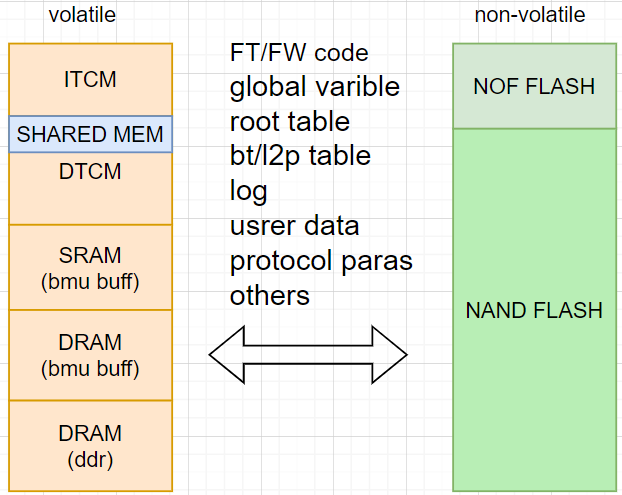 volatile
non-volatile
ITCM
SHARED MEM
DTCM
SRAM
(bmu buff)
DRAM
(bmu buff)
DRAM
(ddr)
FT/FW code
global varible
root table
bt/l2p table
log
usrer data
protocol paras
others
NOF FLASH
NAND FLASH